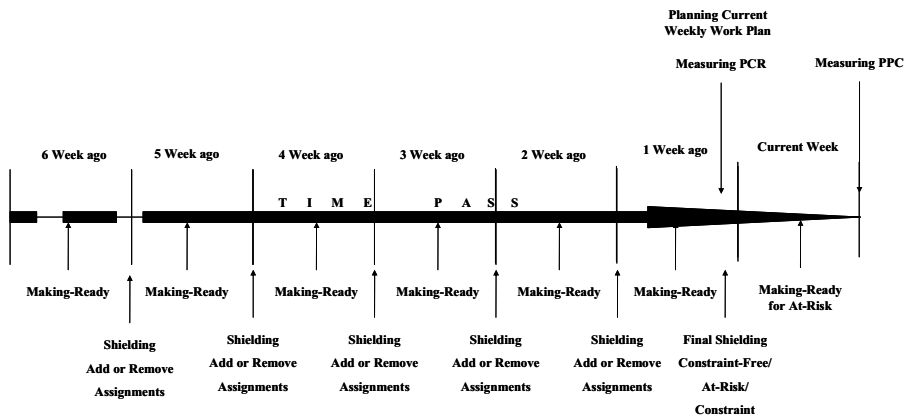 Planning Current
Weekly Work Plan
Measuring PCR
Measuring PPC
6 Week ago
5 Week ago
4 Week ago
3 Week ago
2 Week ago
1 Week ago
Current Week
T I M E P A S S
Making-Ready
Making-Ready
Making-Ready
Making-Ready
Making-Ready
Making-Ready
Making-Ready
for At-Risk
Shielding
Add or Remove
Assignments
Shielding
Add or Remove
Assignments
Shielding
Add or Remove
Assignments
Shielding
Add or Remove
Assignments
Shielding
Add or Remove
Assignments
Final Shielding
Constraint-Free/
At-Risk/
Constraint